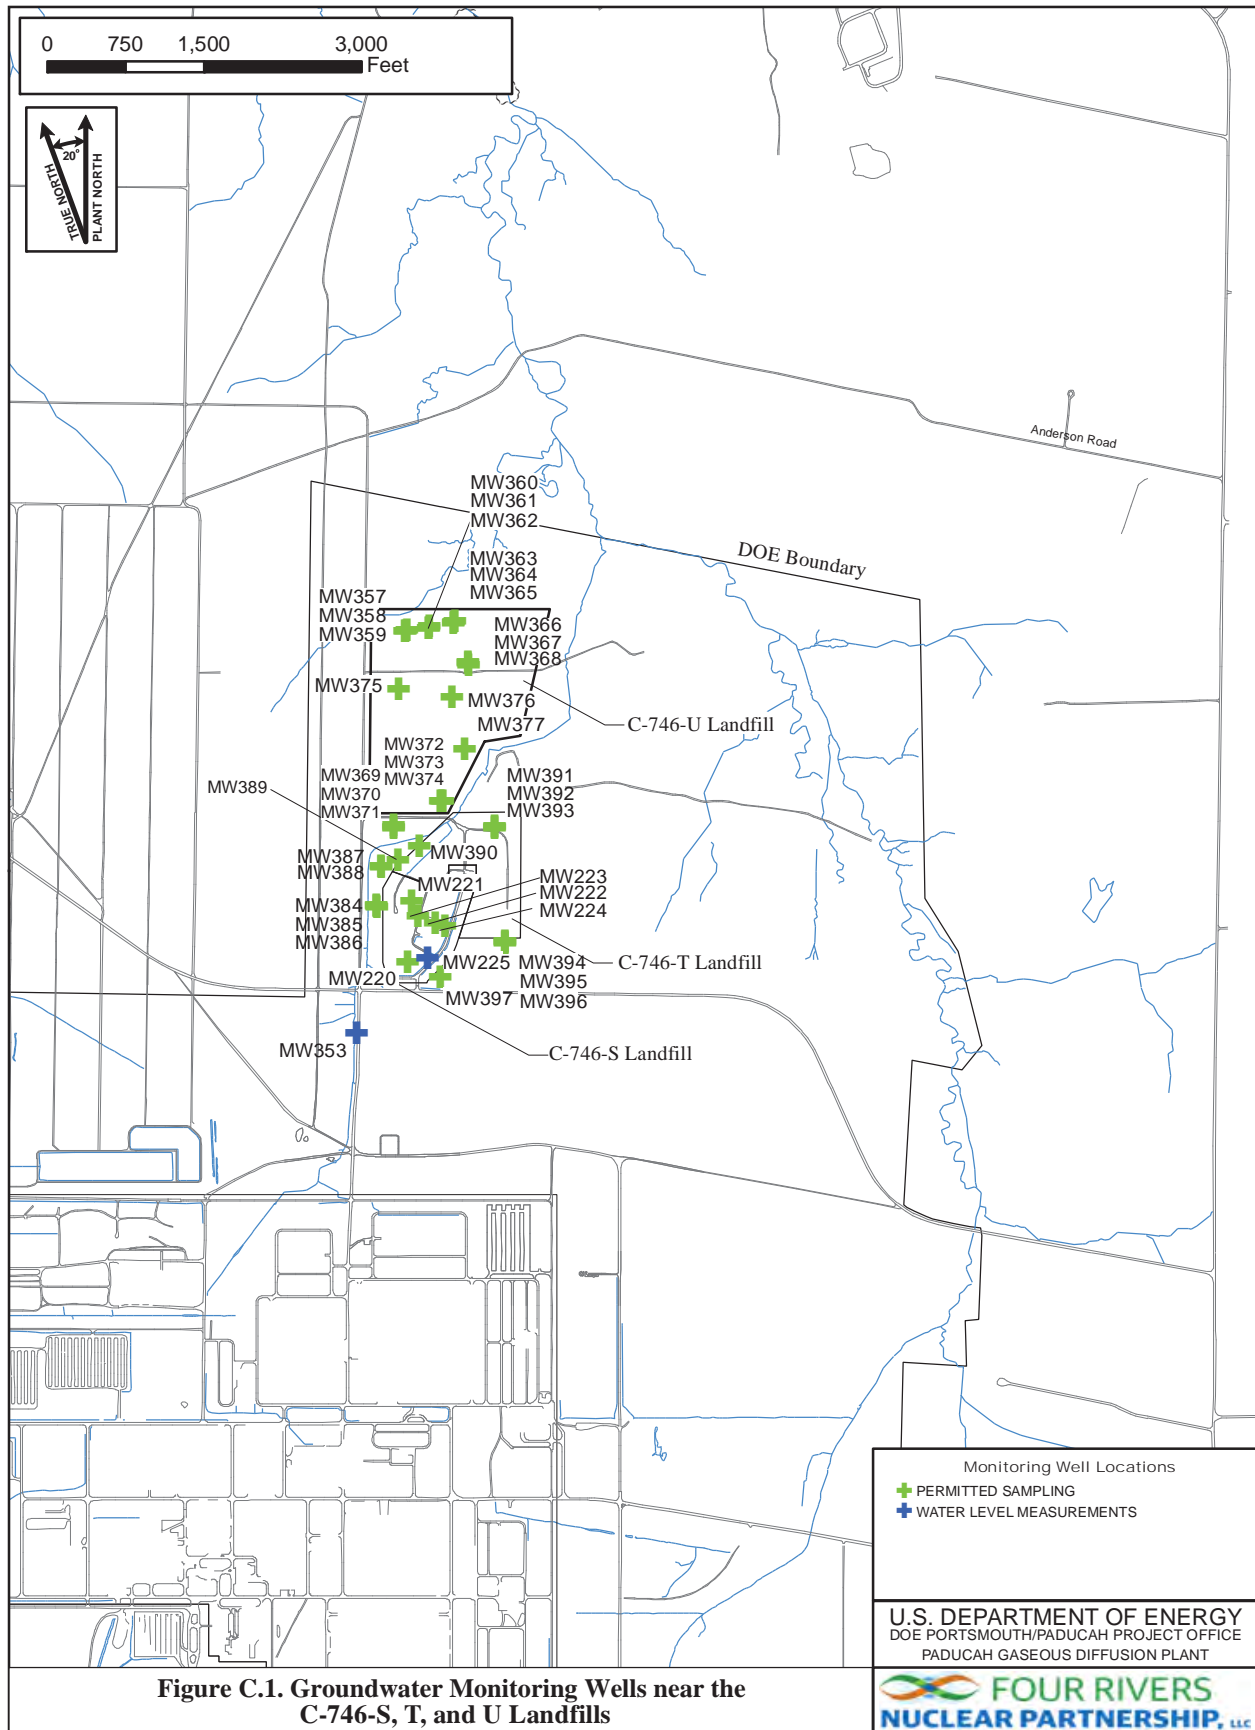 0 750 1,500 3,000
Feet
20°
TRUE NORTH
PLANT NORTH
Anderson Road
MW360
MW361
MW362
DOE Boundary
MW363
MW364
MW365
MW357
MW358
MW359
MW366
MW367
MW368
MW375
MW376
MW377
C-746-U Landfill
MW372
MW373
MW374
MW369
MW370
MW371
MW389
MW391
MW392
MW393
MW390
MW387
MW388
MW221
MW223
MW222
MW224
MW384
MW385
MW386
MW225
MW394
MW395
MW396
C-746-T Landfill
MW220
MW397
MW353
C-746-S Landfill
Monitoring Well Locations
PERMITTED SAMPLING
WATER LEVEL MEASUREMENTS
U.S. DEPARTMENT OF ENERGY
DOE PORTSMOUTH/PADUCAH PROJECT OFFICE
PADUCAH GASEOUS DIFFUSION PLANT
Figure C.1. Groundwater Monitoring Wells near the
C-746-S, T, and U Landfills
FOUR RIVERS
NUCLEAR PARTNERSHIP, LLC